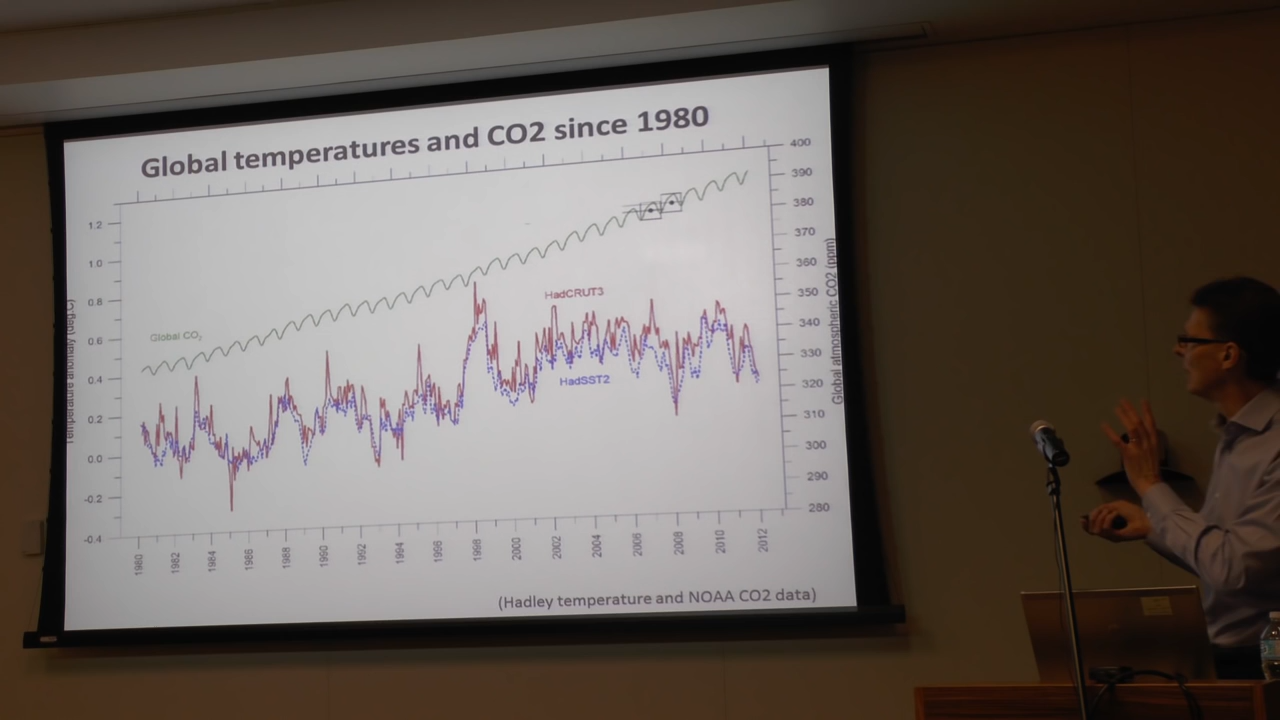 Global temperatures and CO2 since 1980
400
390
380
370
360
350
340
330
320
310
300
290
280
1.2
1.0
0.8
0.6
0.4
0.2
0.0
-0.2
-0.4
Temperature anomaly (deg C)
Global atmospheric CO2 (ppm)
Global CO₂
HadCRUT3
HadSST2
1980 1982 1984 1986 1988 1990 1992 1994 1996 1998 2000 2002 2004 2006 2008 2010 2012
(Hadley temperature and NOAA CO2 data)